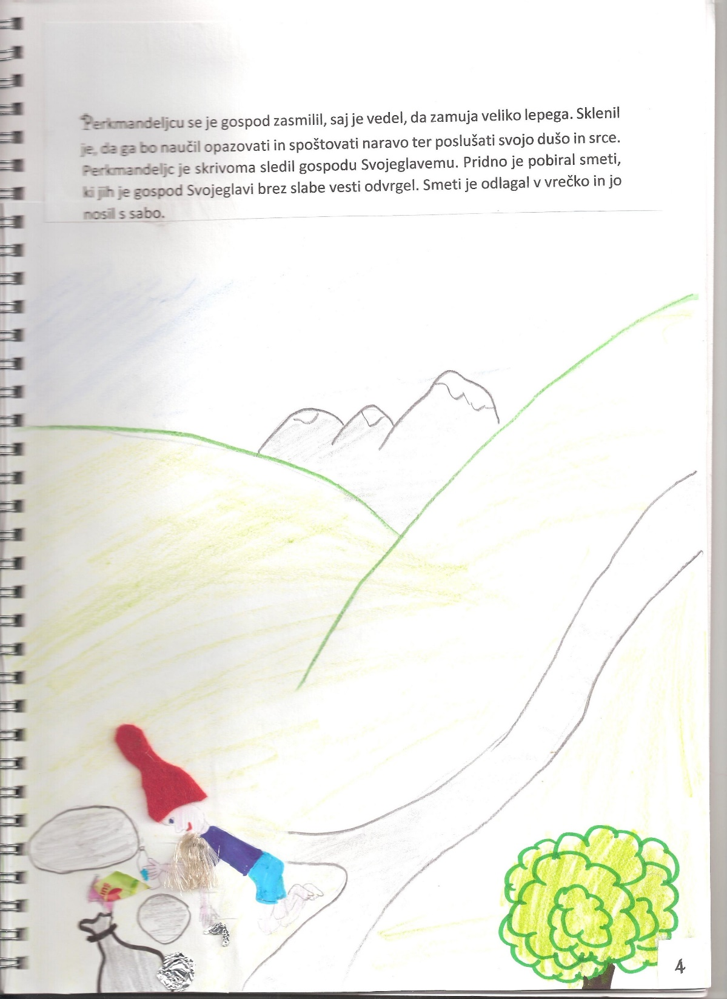 Perkmandeljcu se je gospod zasmilil, saj je vedel, da zamuja veliko lepega. Sklenil
je, da ga bo naučil opazovati in spoštovati naravo ter poslušati svojo dušo in srce.
Perkmandeljc je skrivoma sledil gospodu Svojeglavemu. Pridno je pobiral smeti,
ki jih je gospod Svojeglavi brez slabe vesti odvrgel. Smeti je odlagal v vrečko in jo
nosil s sabo.
4